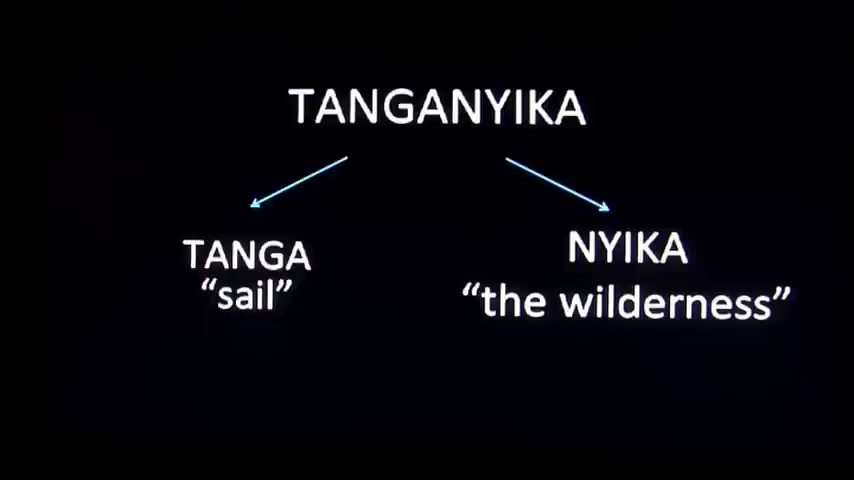 TANGANYIKA
TANGA
“sail”
NYIKA
“the wilderness”